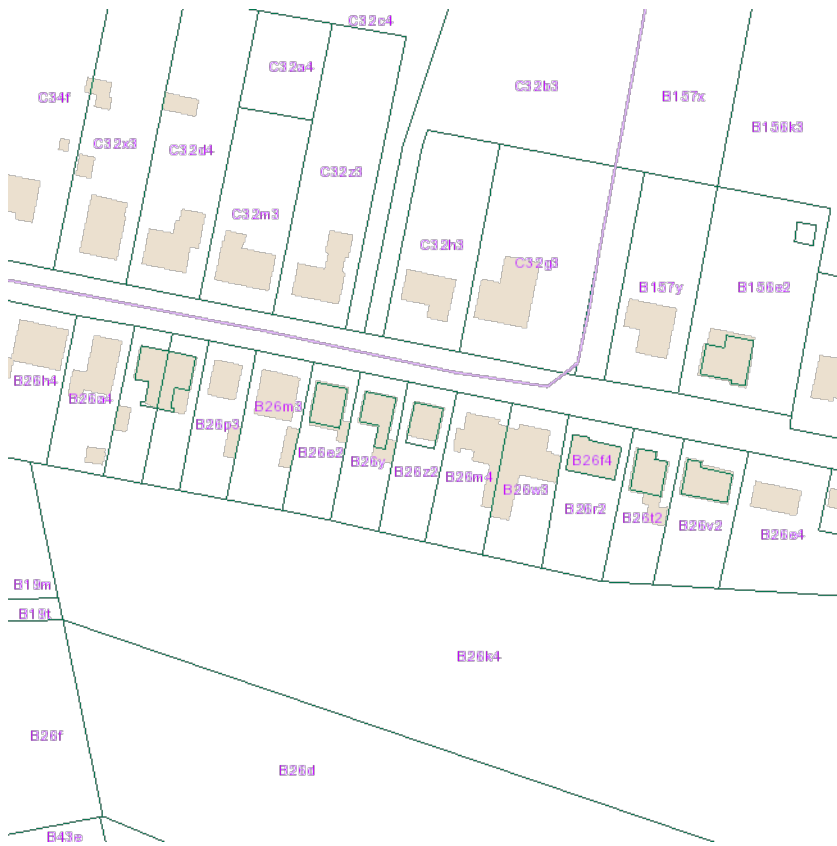 C32c4
C32a4
C34f
C32b3
B157x
B156k3
C32x3
C32d4
C32z3
C32m3
C32h3
C32g3
B157y
B156e2
B26h4
B26a4
B26m3
B26p3
B26e2
B26y
B26z2
B26m4
B26f4
B26w3
B26r2
B26t2
B26v2
B26e4
B19m
B19t
B26k4
B26f
B26d
B43e